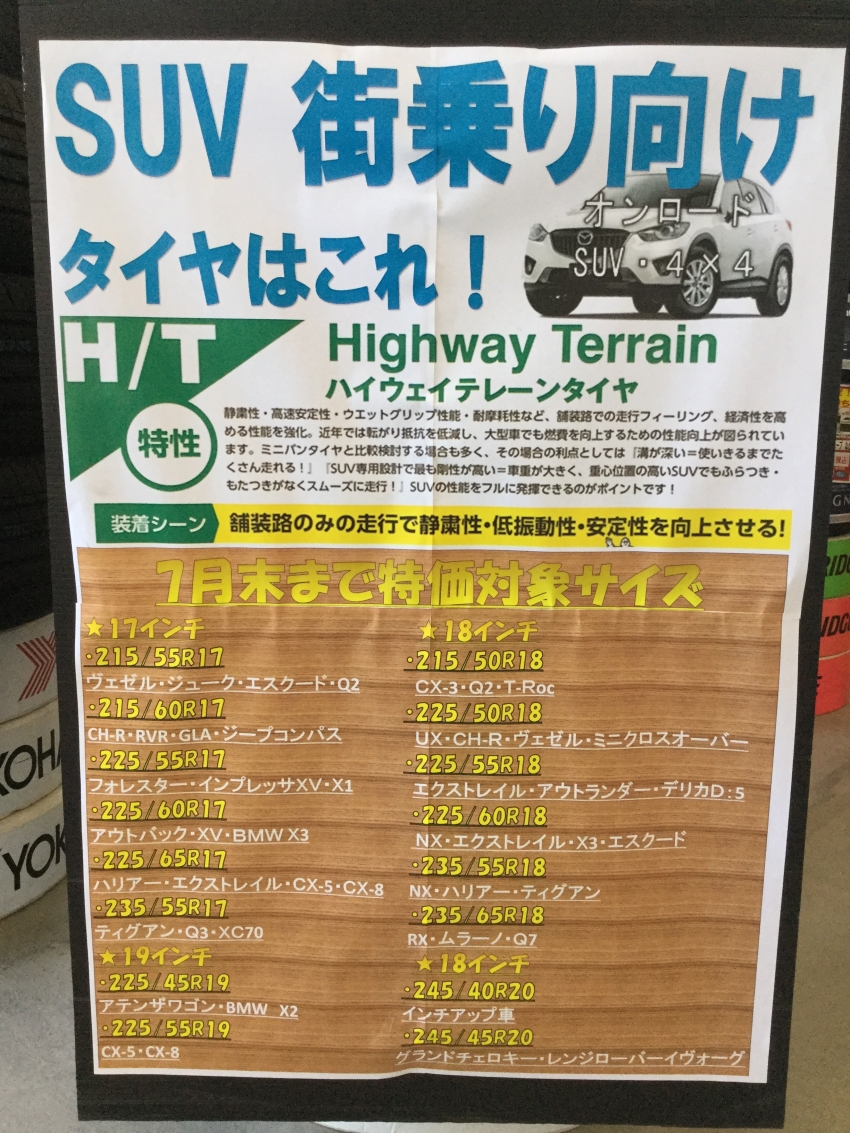 SUV 街乗り向け
オンロード
SUV・4×4
タイヤはこれ！
H/T
Highway Terrain
ハイウェイテレーンタイヤ
特性
静粛性・高速安定性・ウエットグリップ性能・耐摩耗性など、舗装路での走行フィーリング、経済性を高
める性能を強化。近年では転がり抵抗を低減し、大型車でも燃費を向上するための性能向上が図られてい
ます。ミニバンタイヤと比較検討する場合も多く、その場合の利点としては『溝が深い＝使いきるまでた
くさん走れる！』『SUV専用設計で最も剛性が高い＝車重が大きく、重心位置の高いSUVでもふらつき・
もたつきがなくスムーズに走行！』SUVの性能をフルに発揮できるのがポイントです！
装着シーン
舗装路のみの走行で静粛性・低振動性・安定性を向上させる!
7月末まで特価対象サイズ
★17インチ
・215/55R17
ヴェゼル・ジューク・エスクード・Q2
・215/60R17
CH-R・RVR・GLA・ジープコンパス
・225/55R17
フォレスター・インプレッサXV・X1
・225/60R17
アウトバック・XV・BMW X3
・225/65R17
ハリアー・エクストレイル・CX-5・CX-8
・235/55R17
ティグアン・Q3・XC70
★19インチ
・225/45R19
アテンザワゴン・BMW X2
・225/55R19
CX-5・CX-8
★18インチ
・215/50R18
CX-3・Q2・T-Roc
・225/50R18
UX・CH-R・ヴェゼル・ミニクロスオーバー
・225/55R18
エクストレイル・アウトランダー・デリカD:5
・225/60R18
NX・エクストレイル・X3・エスクード
・235/55R18
NX・ハリアー・ティグアン
・235/65R18
RX・ムラーノ・Q7
★18インチ
・245/40R20
インチアップ車
・245/45R20
グランドチェロキー・レンジローバーイヴォーグ